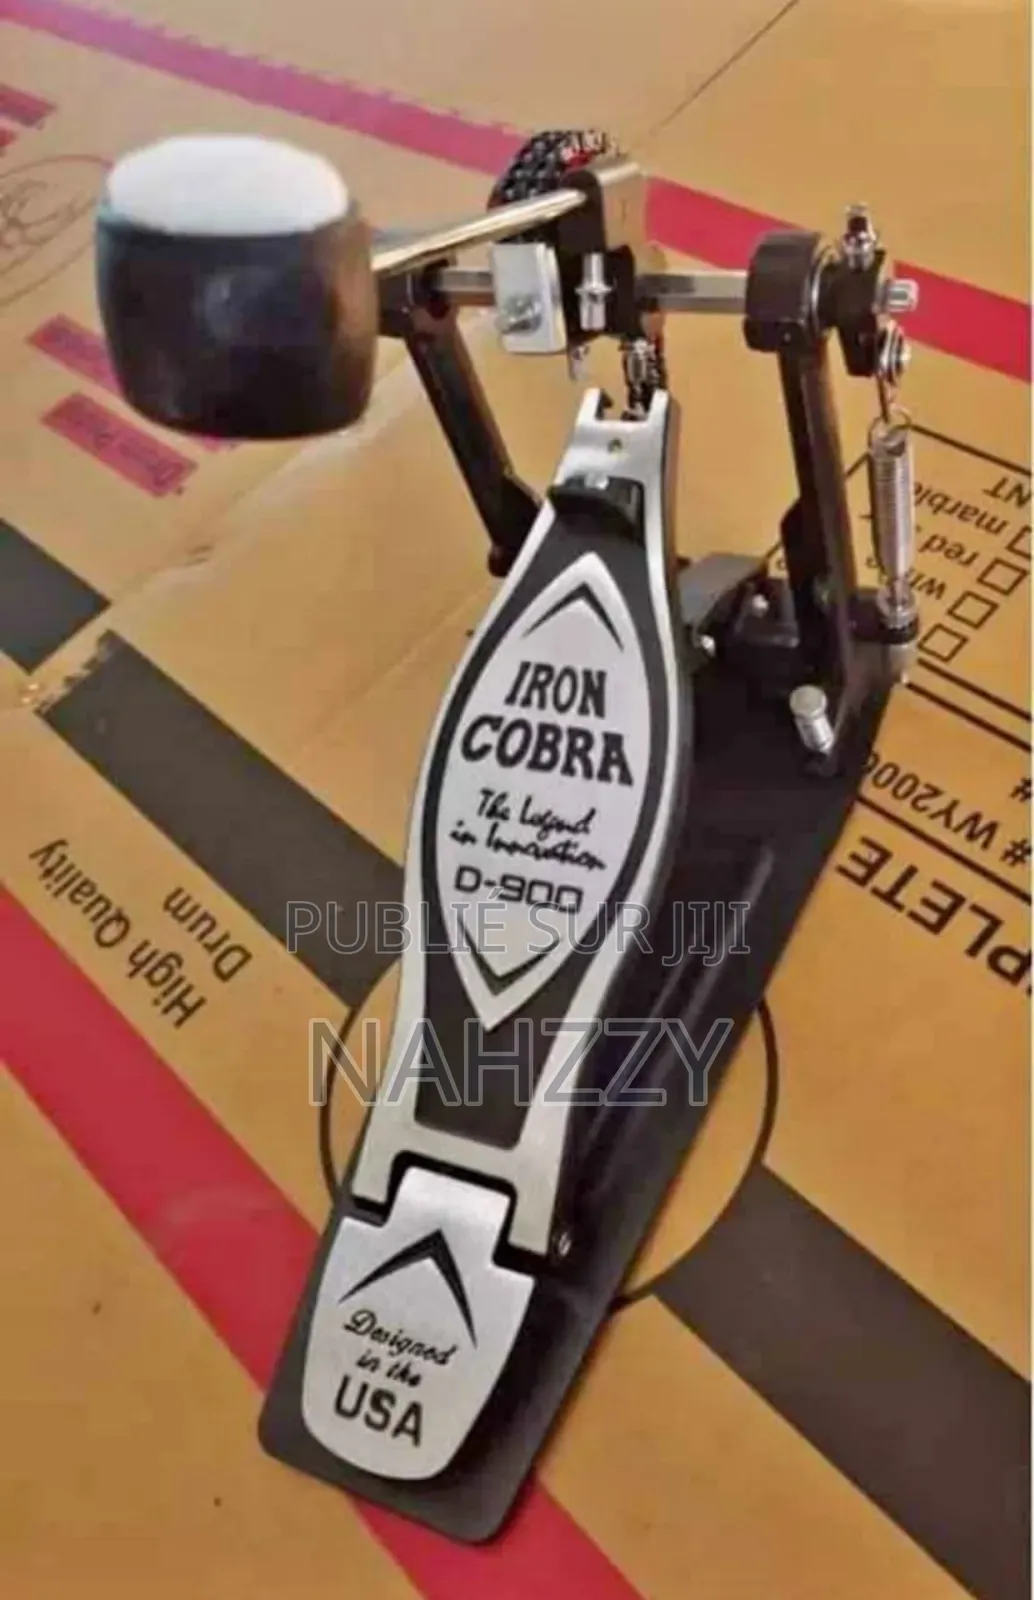 IRON
COBRA
The Legend
in Innovation
D-900
PUBLIÉ SUR JIJI
NAHZZY
Designed
in the
USA
High Quality
Drum
NT
marble
red
PLETE
# WY200
#